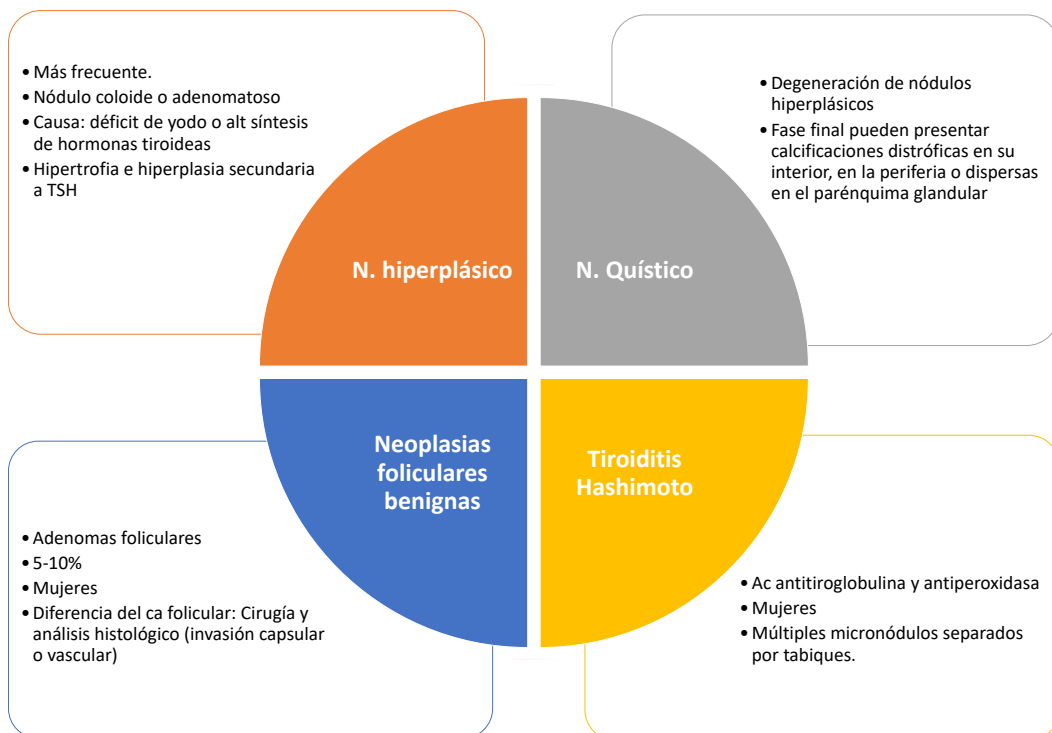 • Más frecuente.
• Nódulo coloide o adenomatoso
• Causa: déficit de yodo o alt síntesis
de hormonas tiroideas
• Hipertrofia e hiperplasia secundaria
a TSH
• Degeneración de nódulos
hiperplásicos
• Fase final pueden presentar
calcificaciones distróficas en su
interior, en la periferia o dispersas
en el parénquima glandular
N. hiperplásico
N. Quístico
Neoplasias
foliculares
benignas
Tiroiditis
Hashimoto
• Adenomas foliculares
• 5-10%
• Mujeres
• Diferencia del ca folicular: Cirugía y
análisis histológico (invasión capsular
o vascular)
• Ac antitiroglobulina y antiperoxidasa
• Mujeres
• Múltiples micronódulos separados
por tabiques.